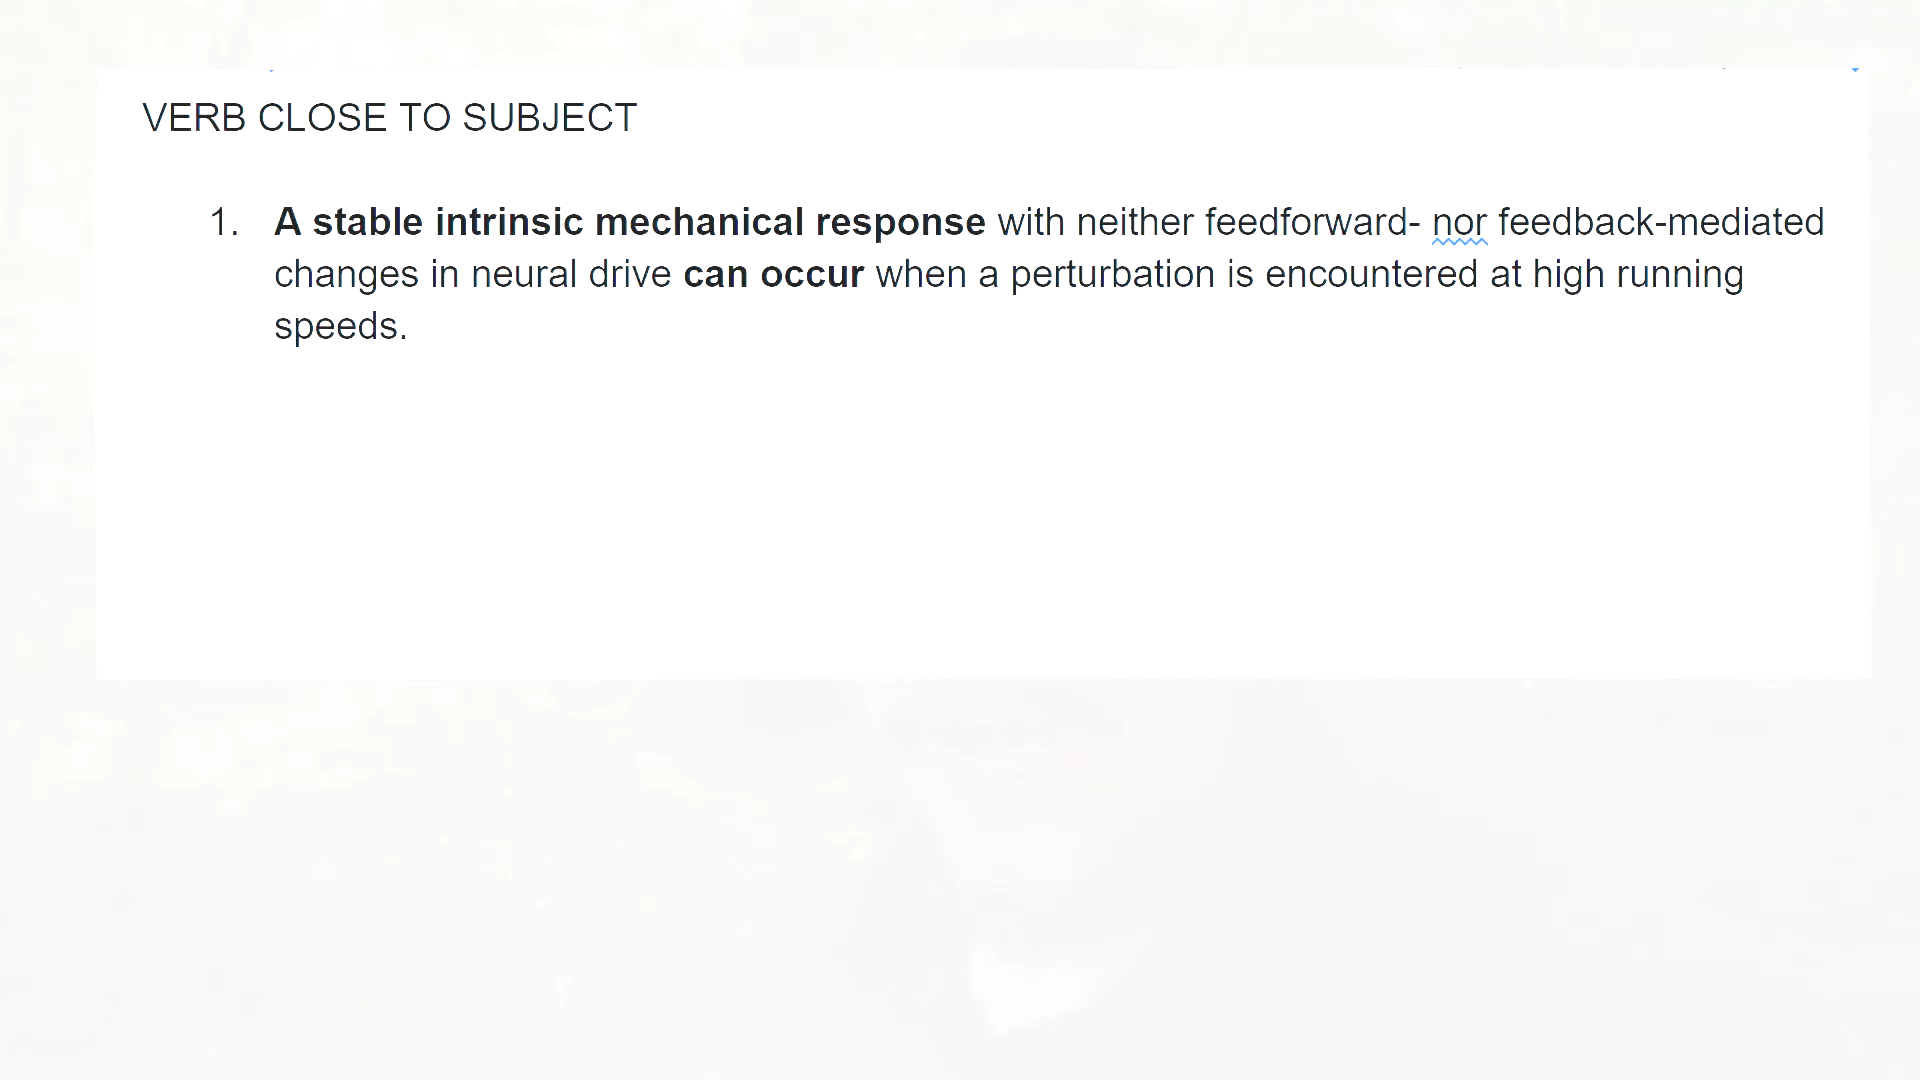 VERB CLOSE TO SUBJECT
1. A stable intrinsic mechanical response with neither feedforward- nor feedback-mediated
changes in neural drive can occur when a perturbation is encountered at high running
speeds.